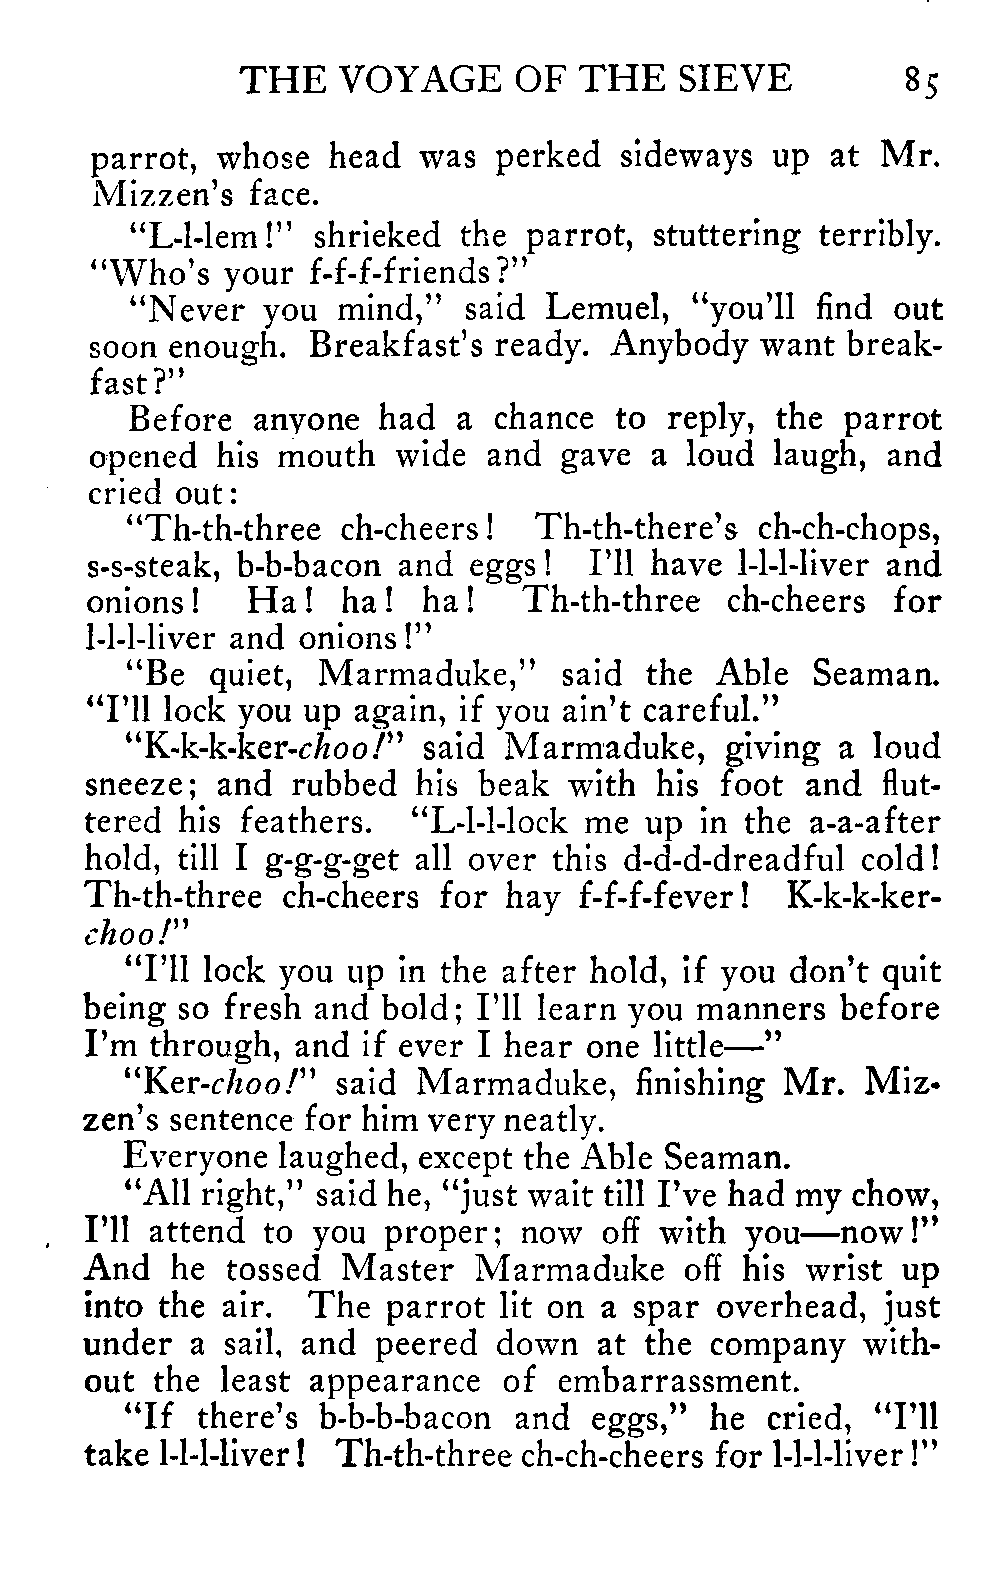 THE VOYAGE OF THE SIEVE 85
parrot, whose head was perked sideways up at Mr.
Mizzen's face.
"L-l-lem!" shrieked the parrot, stuttering terribly.
"Who's your f-f-f-friends?"
"Never you mind," said Lemuel, "you'll find out
soon enough. Breakfast's ready. Anybody want break-
fast?"
Before anyone had a chance to reply, the parrot
opened his mouth wide and gave a loud laugh, and
cried out:
"Th-th-three ch-cheers! Th-th-there's ch-ch-chops,
s-s-steak, b-b-bacon and eggs! I'll have l-l-l-liver and
onions! Ha! ha! ha! Th-th-three ch-cheers for
l-l-l-liver and onions!"
"Be quiet, Marmaduke," said the Able Seaman.
"I'll lock you up again, if you ain't careful."
"K-k-k-ker-choo!" said Marmaduke, giving a loud
sneeze; and rubbed his beak with his foot and flut-
tered his feathers. "L-l-l-lock me up in the a-a-after
hold, till I g-g-g-get all over this d-d-d-dreadful cold!
Th-th-three ch-cheers for hay f-f-f-fever! K-k-k-ker-
choo!"
"I'll lock you up in the after hold, if you don't quit
being so fresh and bold; I'll learn you manners before
I'm through, and if ever I hear one little—"
"Ker-choo!" said Marmaduke, finishing Mr. Miz-
zen's sentence for him very neatly.
Everyone laughed, except the Able Seaman.
"All right," said he, "just wait till I've had my chow,
I'll attend to you proper; now off with you—now!"
And he tossed Master Marmaduke off his wrist up
into the air. The parrot lit on a spar overhead, just
under a sail, and peered down at the company with-
out the least appearance of embarrassment.
"If there's b-b-b-bacon and eggs," he cried, "I'll
take l-l-l-liver! Th-th-three ch-ch-cheers for l-l-l-liver!"